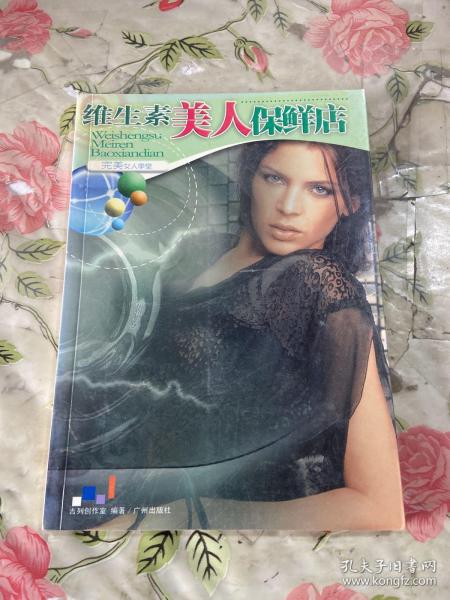 维生素美人保鲜店
Weishengsu
Meiren
Baoxiandian
完美女人学堂
古列创作室 编著/广州出版社
孔夫子旧书网
www.kongfz.com